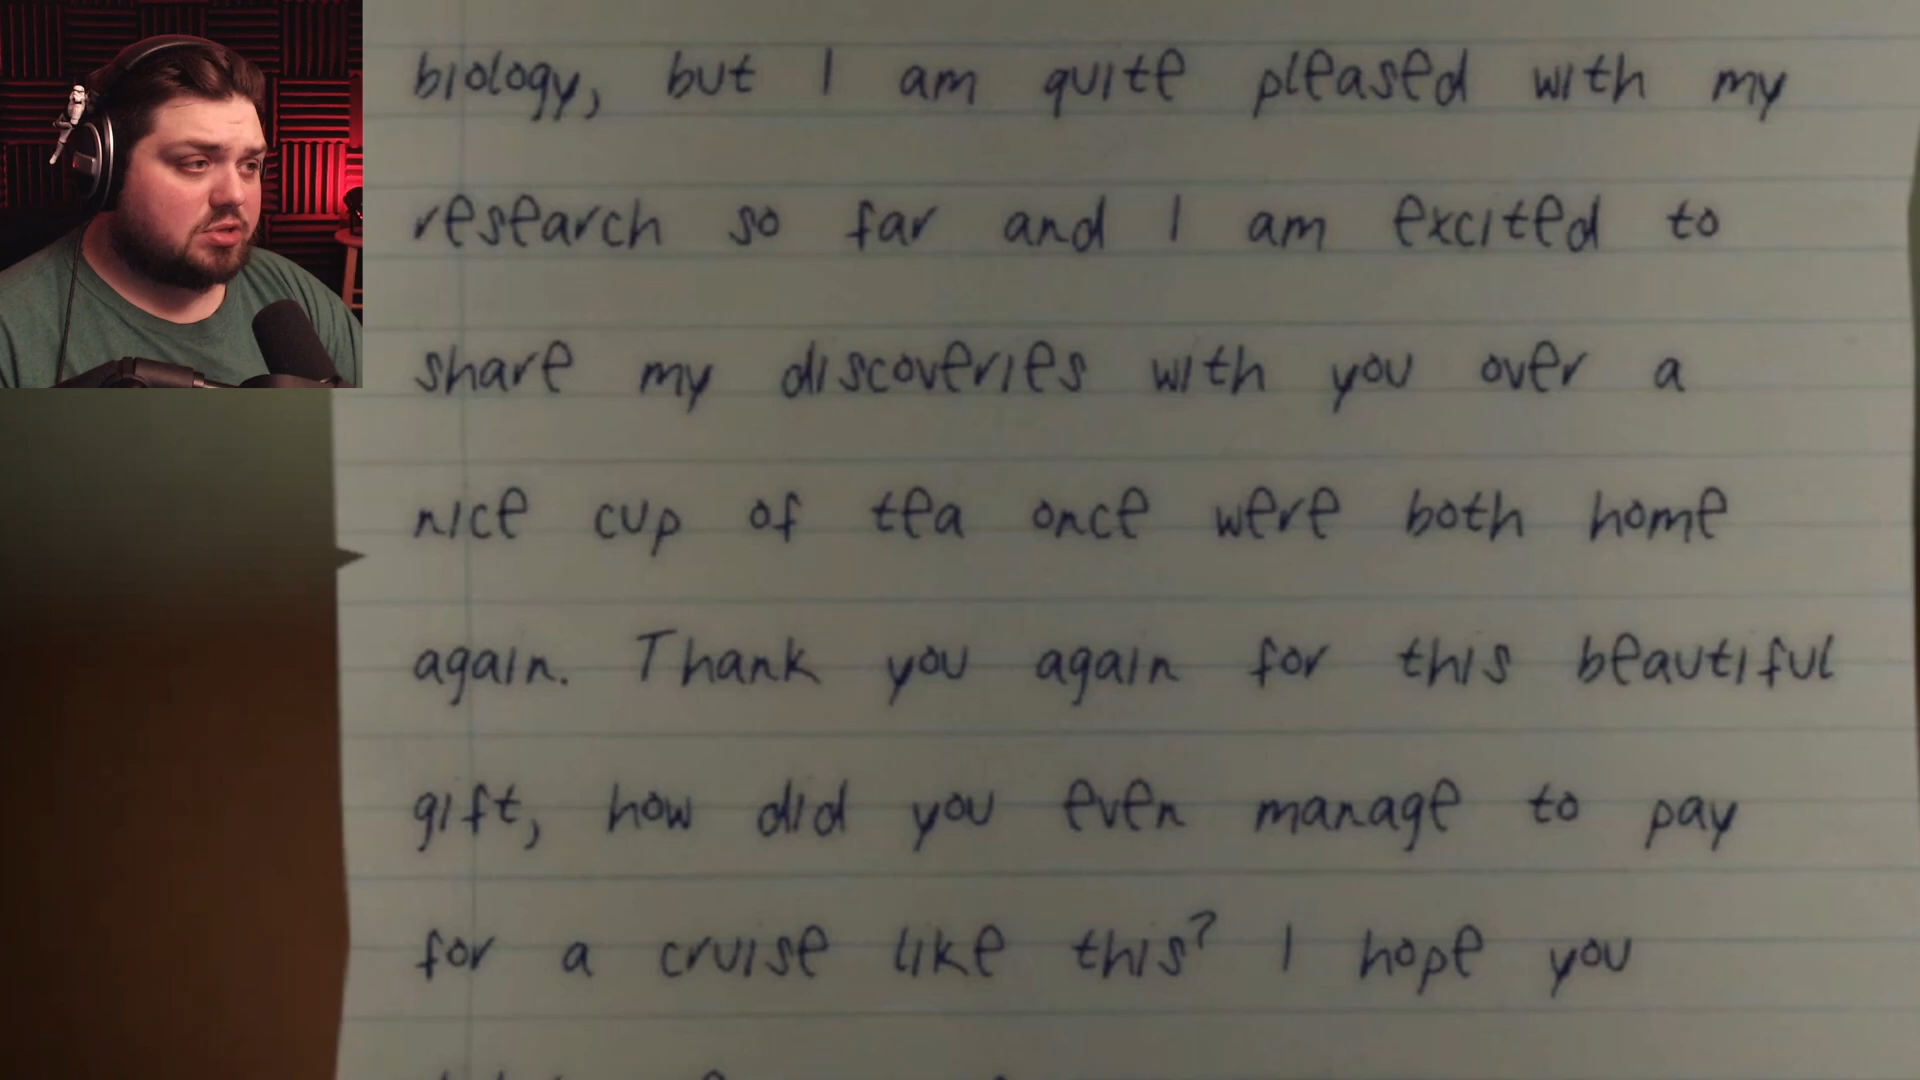 biology, but I am quite pleased with my
research so far and I am excited to
share my discoveries with you over a
nice cup of tea once were both home
again. Thank you again for this beautiful
gift, how did you even manage to pay
for a cruise like this? I hope you